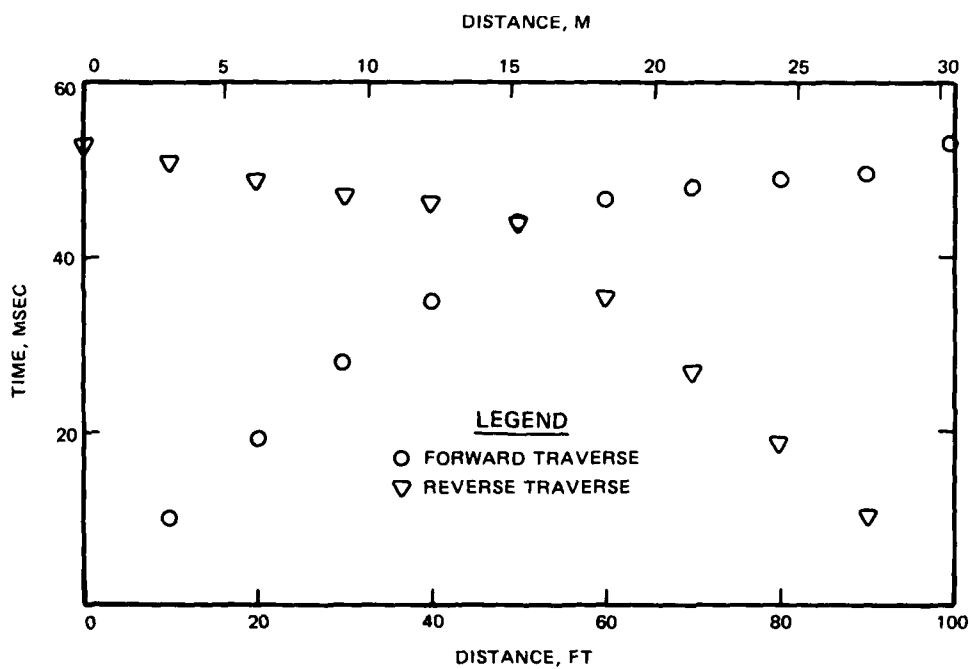 DISTANCE, M
0 5 10 15 20 25 30
60
40
20
TIME, MSEC
LEGEND
FORWARD TRAVERSE
REVERSE TRAVERSE
0 20 40 60 80 100
DISTANCE, FT